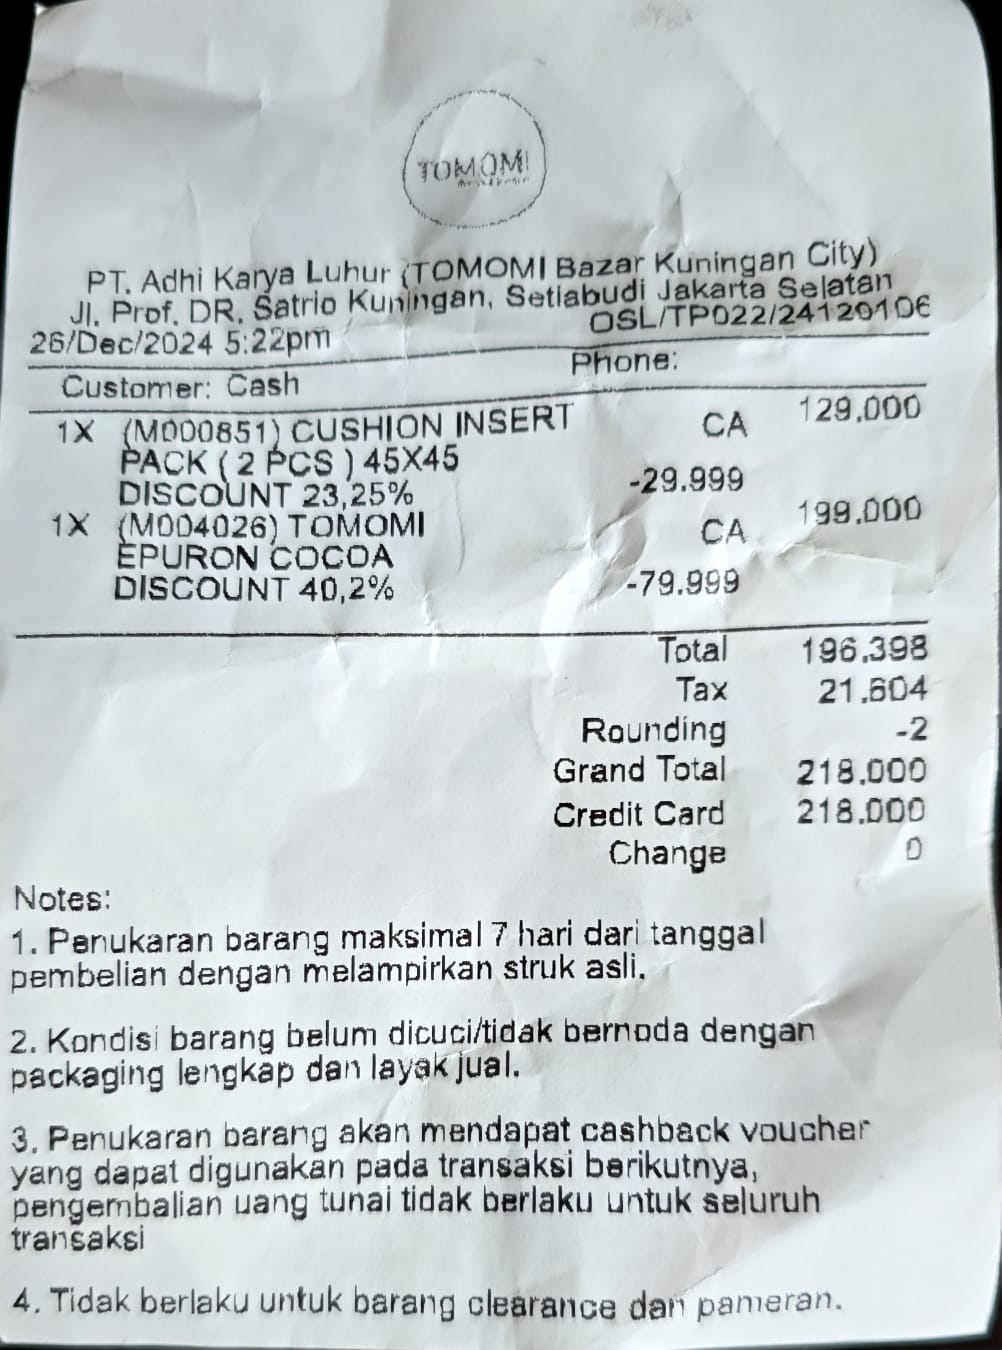 TOMOMI
PT. Adhi Karya Luhur (TOMOMI Bazar Kuningan City)
Jl. Prof. DR. Satrio Kuningan, Setiabudi Jakarta Selatan
26/Dec/2024 5:22pm OSL/TP022/24120106
Customer: Cash Phone:
1X (M000851) CUSHION INSERT CA 129.000
PACK ( 2 PCS ) 45X45
DISCOUNT 23,25% -29.999
1X (M004026) TOMOMI CA 199.000
EPURON COCOA
DISCOUNT 40,2% -79.999
Total 196.398
Tax 21.604
Rounding -2
Grand Total 218.000
Credit Card 218.000
Change 0
Notes:
1. Penukaran barang maksimal 7 hari dari tanggal
pembelian dengan melampirkan struk asli.
2. Kondisi barang belum dicuci/tidak bernoda dengan
packaging lengkap dan layak jual.
3. Penukaran barang akan mendapat cashback voucher
yang dapat digunakan pada transaksi berikutnya,
pengembalian uang tunai tidak berlaku untuk seluruh
transaksi
4. Tidak berlaku untuk barang clearance dan pameran.